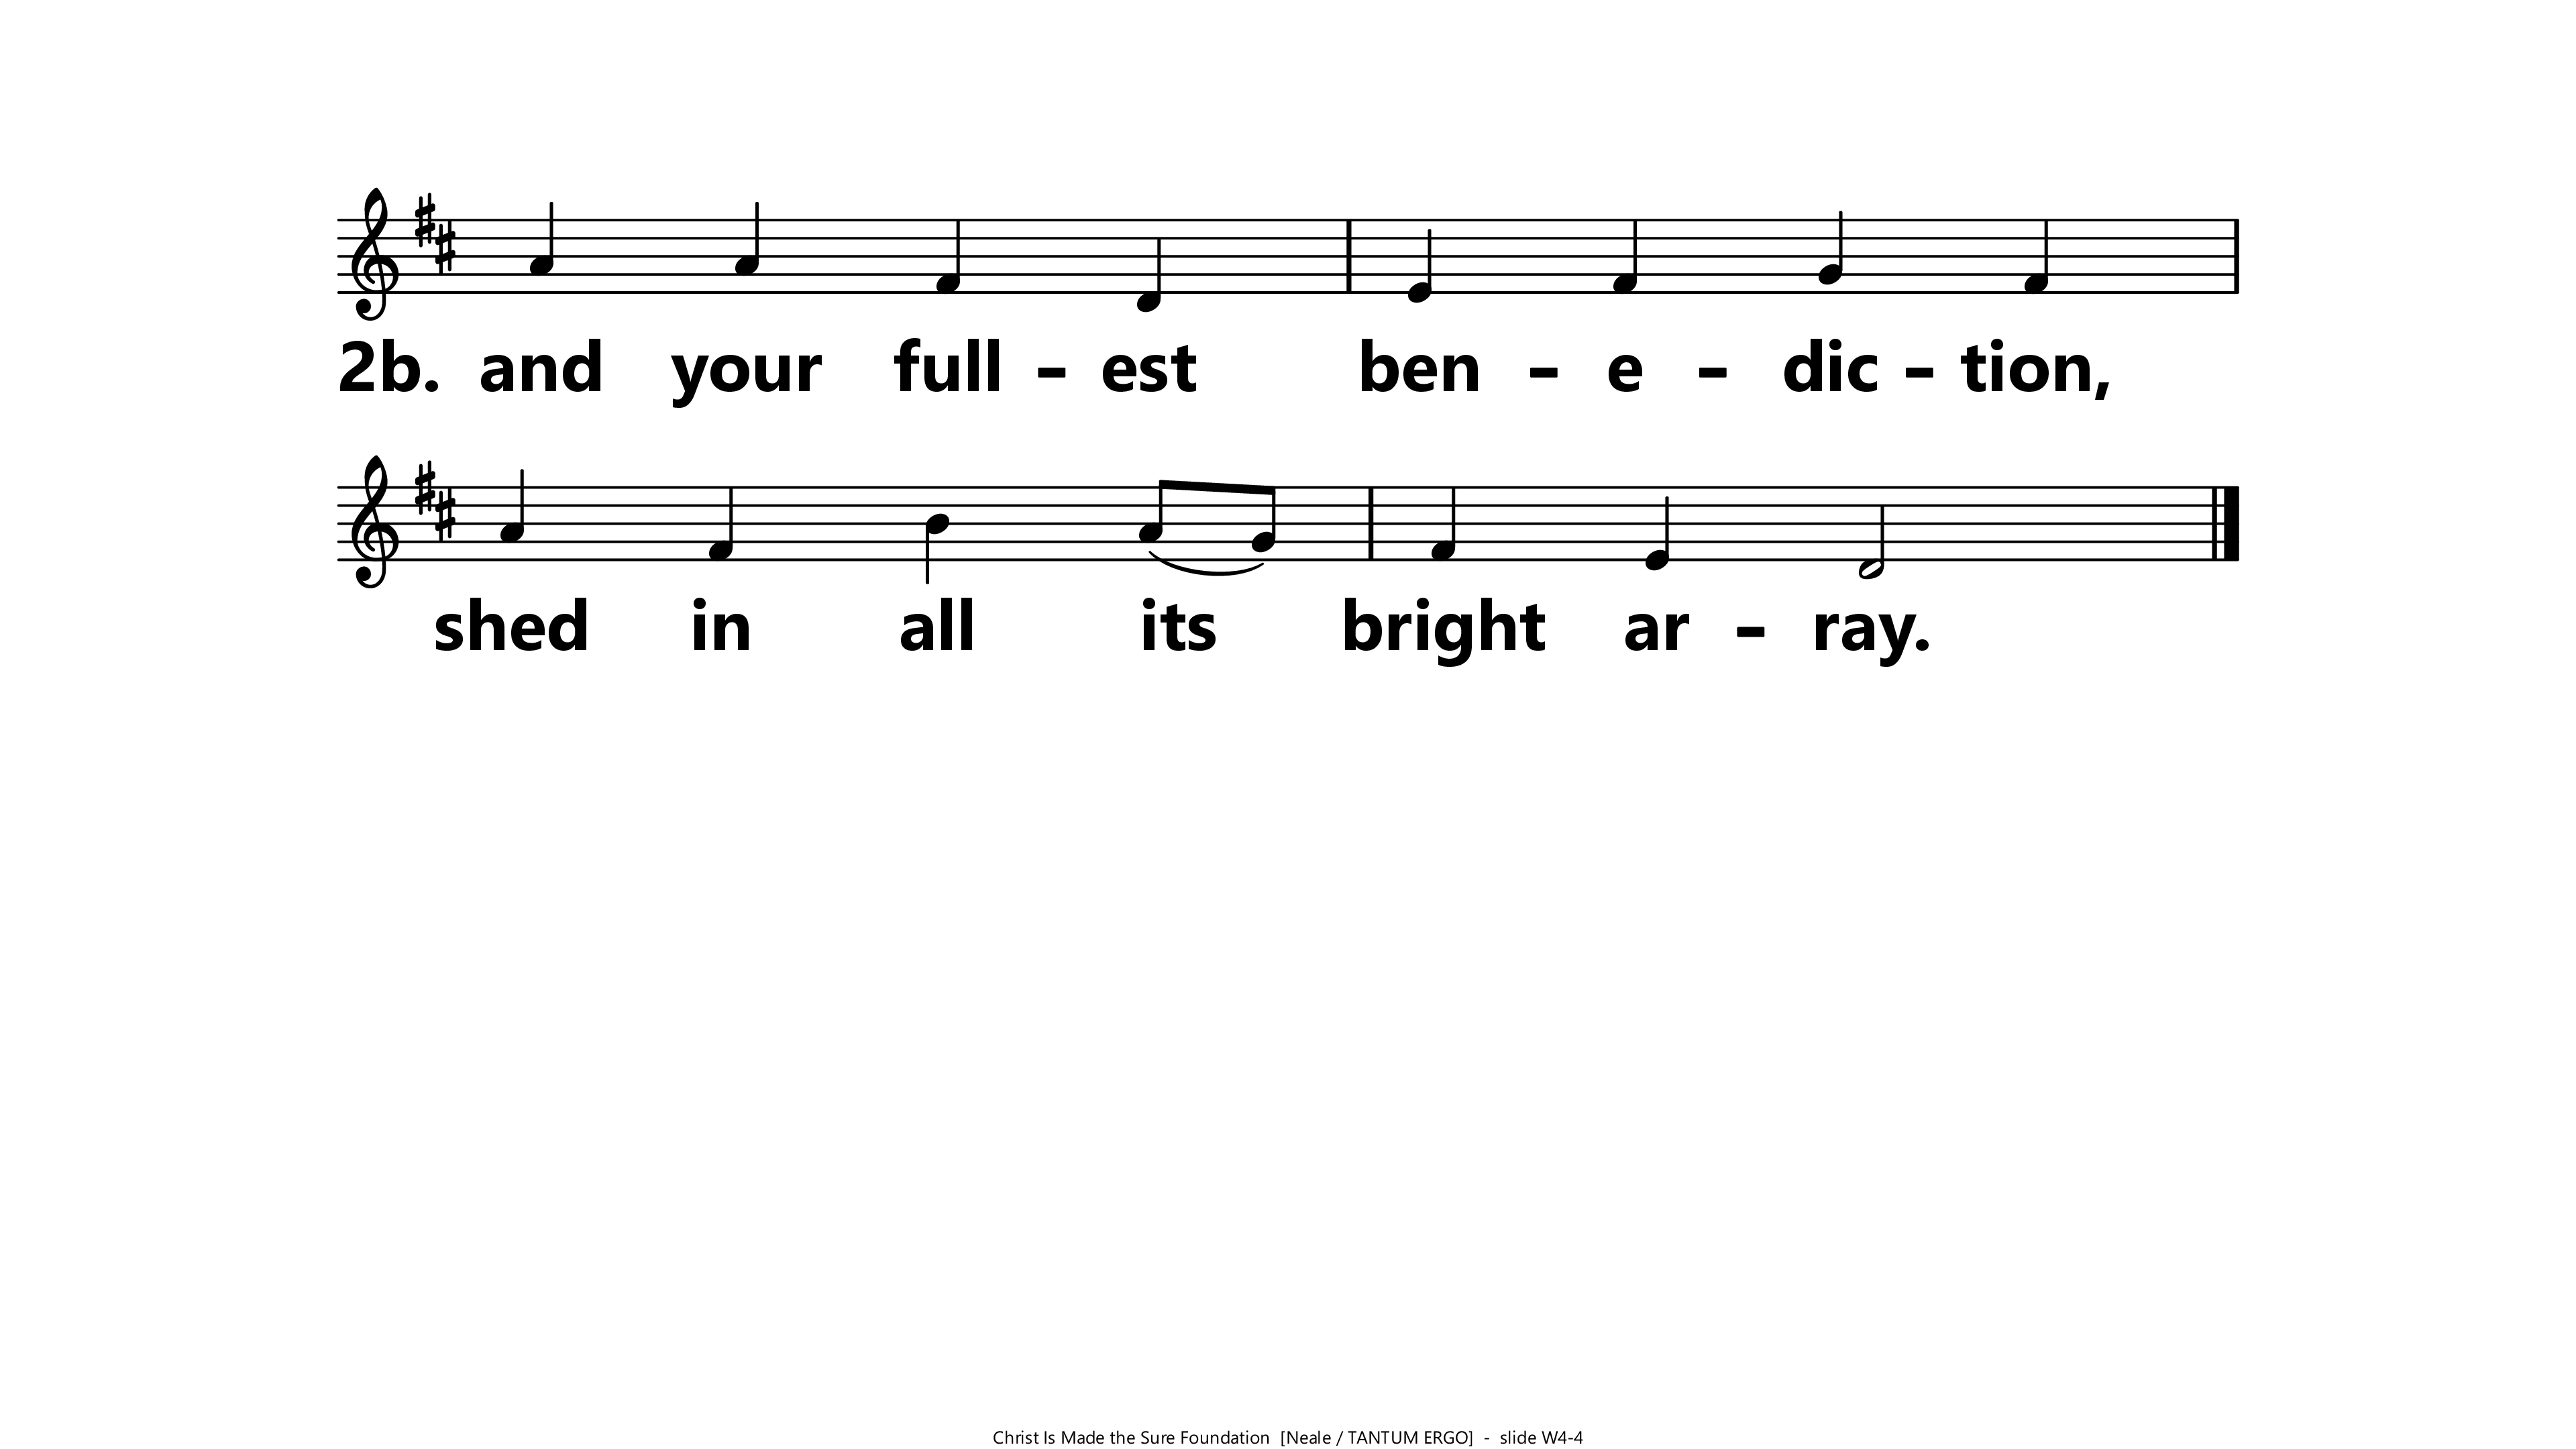 2b. and your full - est ben - e - dic - tion,
shed in all its bright ar - ray.
Christ Is Made the Sure Foundation [Neale / TANTUM ERGO] - slide W4-4